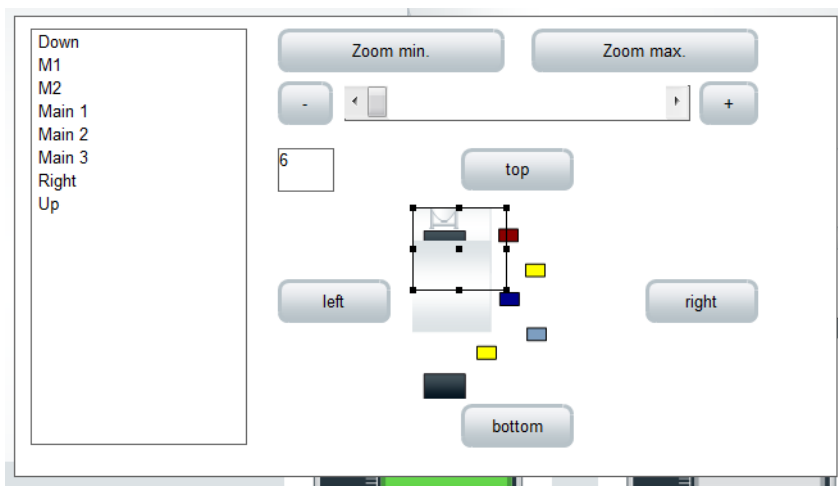 Down
M1
M2
Main 1
Main 2
Main 3
Right
Up
Zoom min.
Zoom max.
-
+
6
top
left
right
bottom